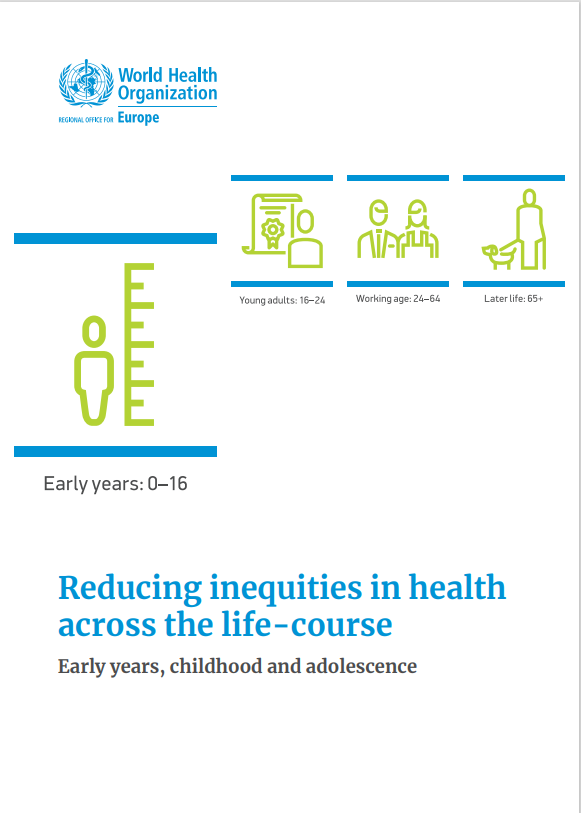 World Health
Organization
REGIONAL OFFICE FOR Europe
Young adults: 16–24
Working age: 24–64
Later life: 65+
Early years: 0–16
Reducing inequities in health
across the life-course
Early years, childhood and adolescence